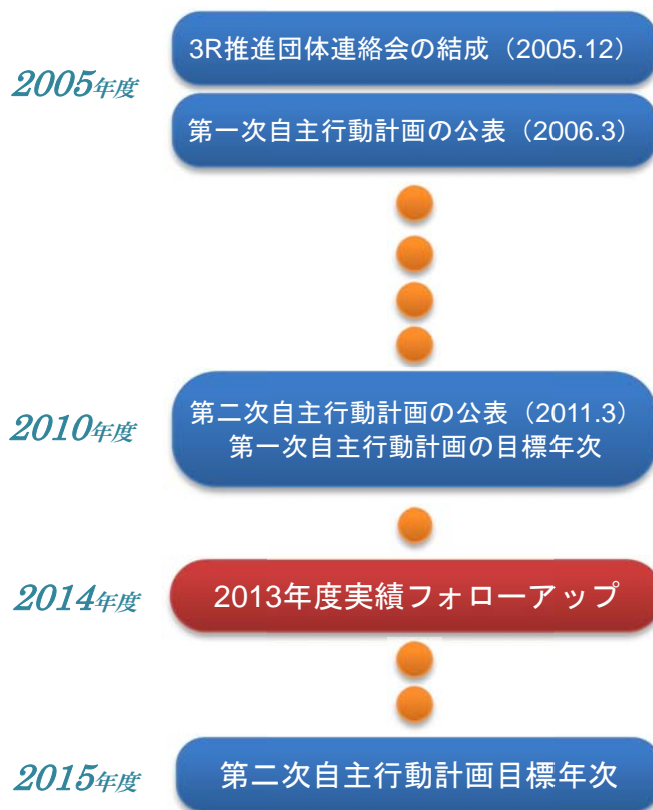 3R推進団体連絡会の結成（2005.12）
2005年度
第一次自主行動計画の公表（2006.3）
2010年度
第二次自主行動計画の公表（2011.3）
第一次自主行動計画の目標年次
2014年度
2013年度実績フォローアップ
2015年度
第二次自主行動計画目標年次